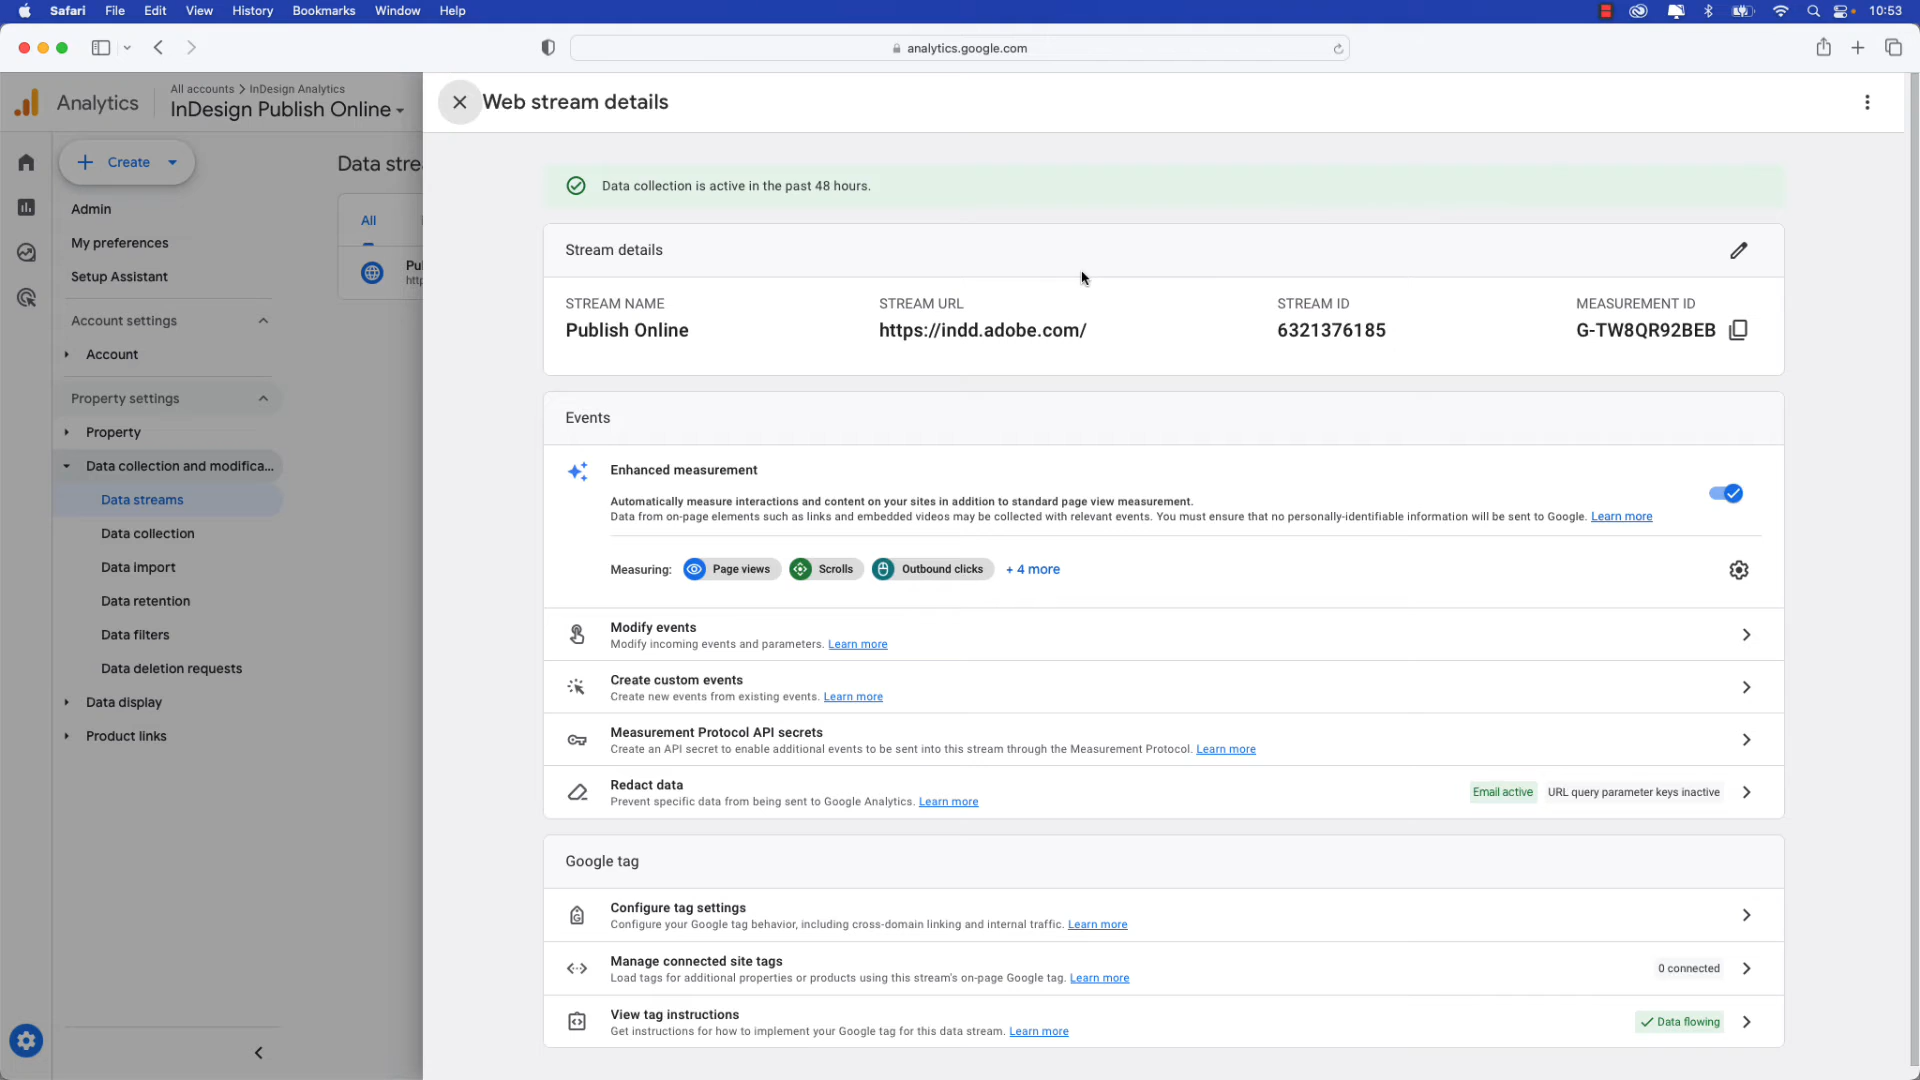 Safari File Edit View History Bookmarks Window Help 10:53
analytics.google.com
Analytics
All accounts > InDesign Analytics
InDesign Publish Online
Web stream details
Create
Data stre
Admin
My preferences
Setup Assistant
Account settings
Account
Property settings
Property
Data collection and modifica...
Data streams
Data collection
Data import
Data retention
Data filters
Data deletion requests
Data display
Product links
All
Pu
htt
Data collection is active in the past 48 hours.
Stream details
STREAM NAME STREAM URL STREAM ID MEASUREMENT ID
Publish Online https://indd.adobe.com/ 6321376185 G-TW8QR92BEB
Events
Enhanced measurement
Automatically measure interactions and content on your sites in addition to standard page view measurement.
Data from on-page elements such as links and embedded videos may be collected with relevant events. You must ensure that no personally-identifiable information will be sent to Google. Learn more
Measuring: Page views Scrolls Outbound clicks + 4 more
Modify events
Modify incoming events and parameters. Learn more
Create custom events
Create new events from existing events. Learn more
Measurement Protocol API secrets
Create an API secret to enable additional events to be sent into this stream through the Measurement Protocol. Learn more
Redact data
Prevent specific data from being sent to Google Analytics. Learn more
Email active URL query parameter keys inactive
Google tag
Configure tag settings
Configure your Google tag behavior, including cross-domain linking and internal traffic. Learn more
Manage connected site tags
Load tags for additional properties or products using this stream's on-page Google tag. Learn more
0 connected
View tag instructions
Get instructions for how to implement your Google tag for this data stream. Learn more
Data flowing